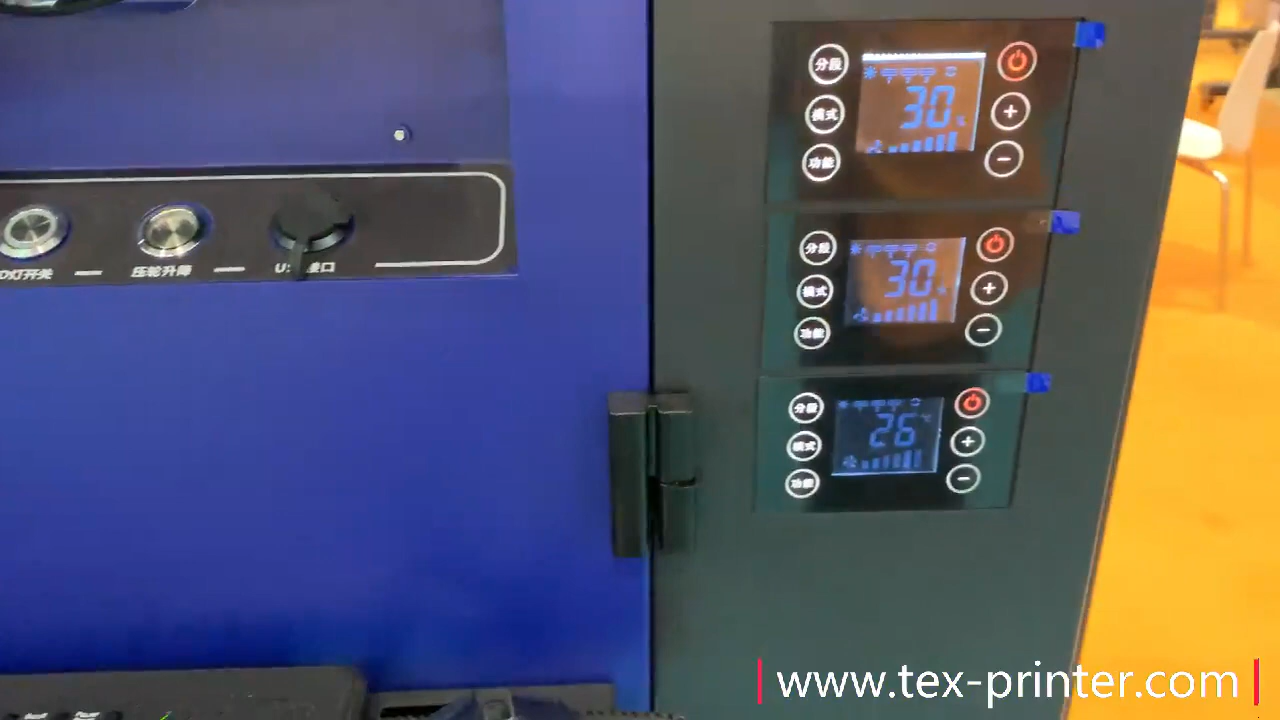 分段
模式
功能
30
+
−
分段
模式
功能
30
+
−
分段
模式
功能
26
℃
+
−
灯开关
压轮升降
接口
www.tex-printer.com